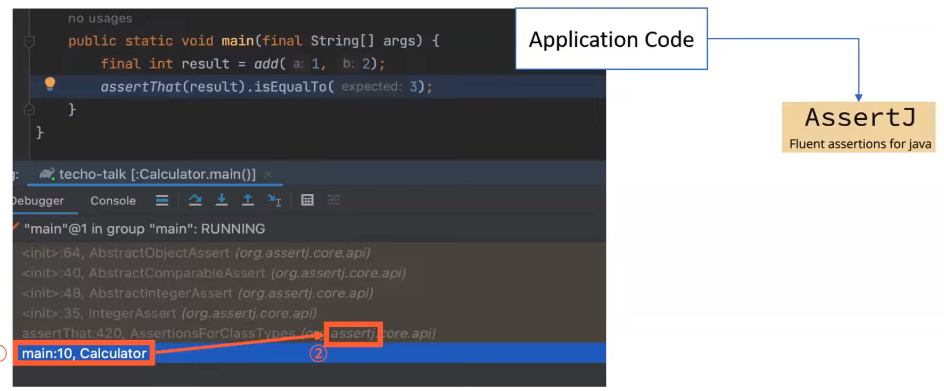 no usages
public static void main(final String[] args) {
final int result = add( a: 1, b: 2);
assertThat(result).isEqualTo( expected: 3);
}
}
Application Code
AssertJ
Fluent assertions for java
techo-talk [:Calculator.main()] ×
Debugger Console
"main"@1 in group "main": RUNNING
<init>:64, AbstractObjectAssert (org.assertj.core.api)
<init>:40, AbstractComparableAssert (org.assertj.core.api)
<init>:48, AbstractIntegerAssert (org.assertj.core.api)
<init>:35, IntegerAssert (org.assertj.core.api)
assertThat:420, AssertionsForClassTypes (org.assertj.core.api)
main:10, Calculator
②